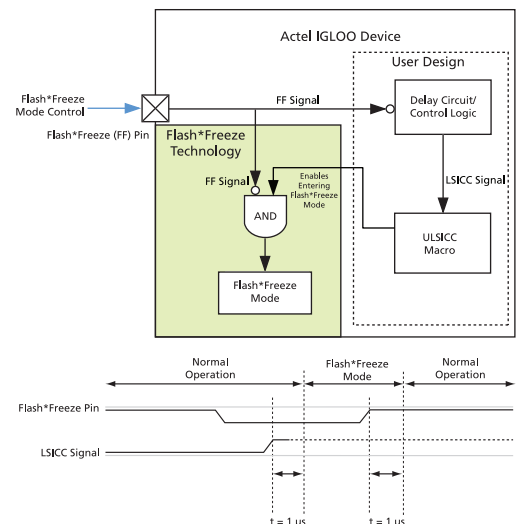 Actel IGLOO Device
User Design
Flash*Freeze
Mode Control
FF Signal
Delay Circuit/
Control Logic
Flash*Freeze (FF) Pin
Flash*Freeze
Technology
FF Signal
Enables
Entering
Flash*Freeze
Mode
LSICC Signal
AND
ULSICC
Macro
Flash*Freeze
Mode
Normal
Operation
Flash*Freeze
Mode
Normal
Operation
Flash*Freeze Pin
LSICC Signal
t = 1 us
t = 1 us